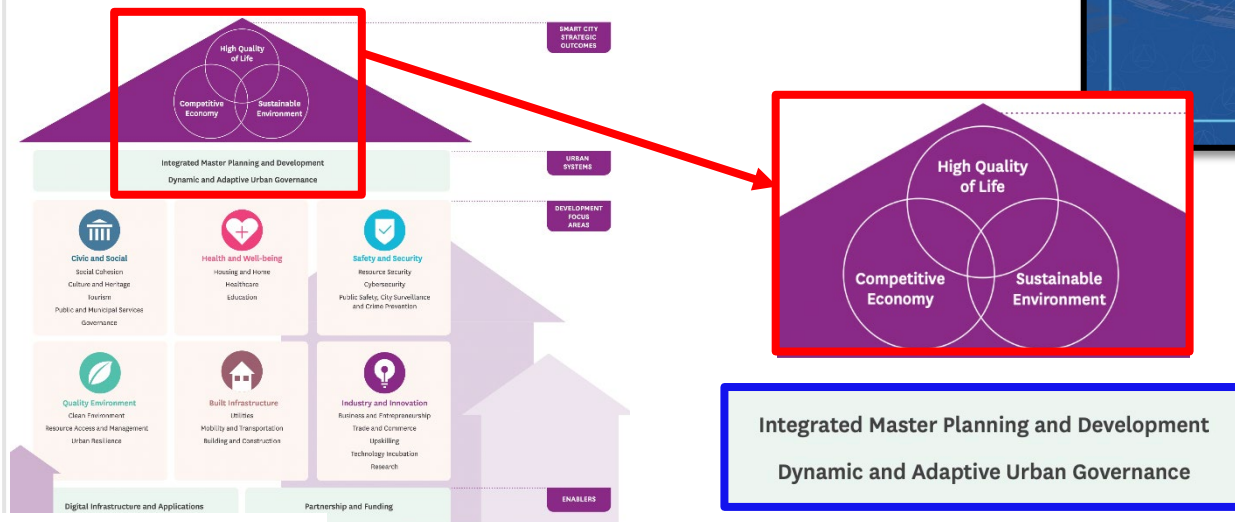 SMART CITY
STRATEGIC
OUTCOMES
High Quality
of Life
Competitive
Economy
Sustainable
Environment
Integrated Master Planning and Development
Dynamic and Adaptive Urban Governance
URBAN
SYSTEMS
DEVELOPMENT
FOCUS
AREAS
Civic and Social
Social Cohesion
Culture and Heritage
Tourism
Public and Municipal Services
Governance
Health and Well-being
Housing and Home
Healthcare
Education
Safety and Security
Resource Security
Cybersecurity
Public Safety, City Surveillance
and Crime Prevention
Quality Environment
Clean Environment
Resource Access and Management
Urban Resilience
Built Infrastructure
Utilities
Mobility and Transportation
Building and Construction
Industry and Innovation
Business and Entrepreneurship
Trade and Commerce
Upskilling
Technology Incubation
Research
Digital Infrastructure and Applications
Partnership and Funding
ENABLERS
High Quality
of Life
Competitive
Economy
Sustainable
Environment
Integrated Master Planning and Development
Dynamic and Adaptive Urban Governance